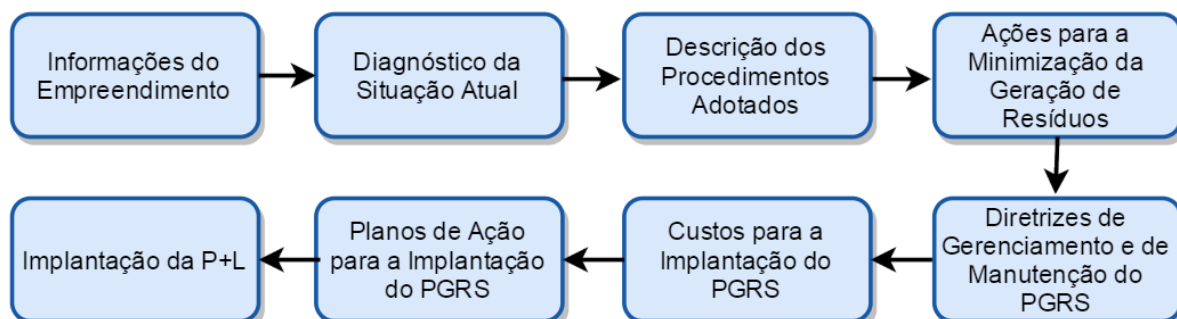 Informações do
Empreendimento
Diagnóstico da
Situação Atual
Descrição dos
Procedimentos
Adotados
Ações para a
Minimização da
Geração de
Resíduos
Diretrizes de
Gerenciamento e de
Manutenção do
PGRS
Custos para a
Implantação do
PGRS
Planos de Ação
para a Implantação
do PGRS
Implantação da P+L